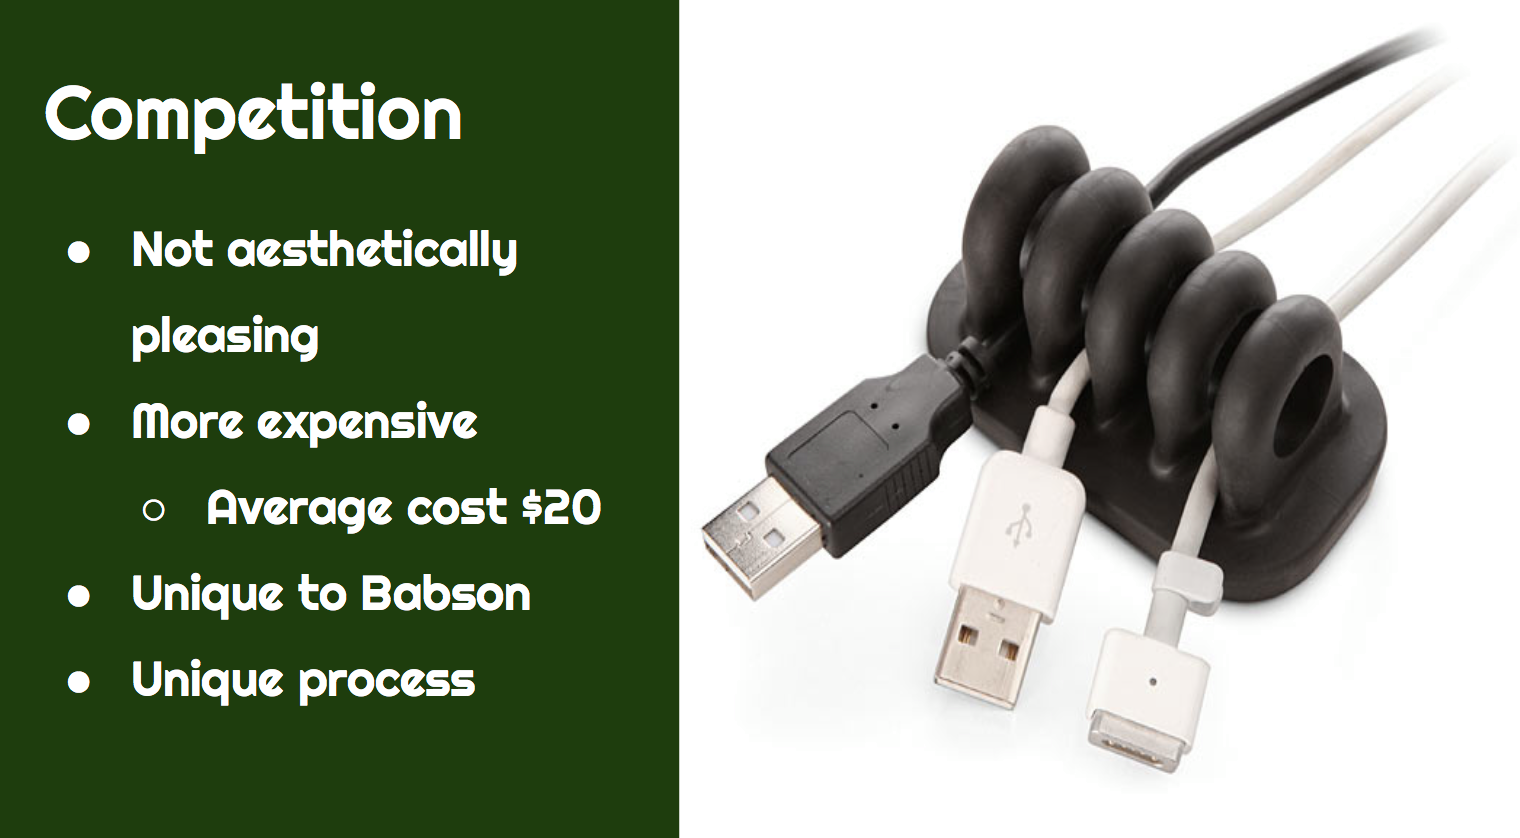 Competition
● Not aesthetically
pleasing
● More expensive
○ Average cost $20
● Unique to Babson
● Unique process